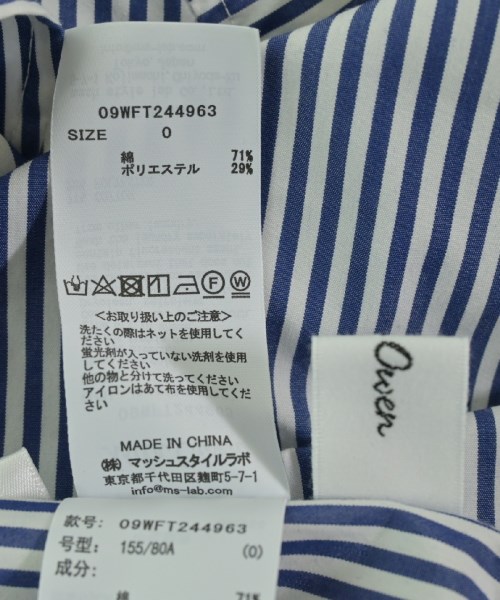 09WFT244963
SIZE 0
綿 71%
ポリエステル 29%
<お取り扱い上のご注意>
洗たくの際はネットを使用してく
ださい
蛍光剤が入っていない洗剤を使用
してください
他の物と分けて洗ってください
アイロンはあて布を使用してくだ
さい
MADE IN CHINA
(株) マッシュスタイルラボ
東京都千代田区麹町5-7-1
info@ms-lab.com
Owen
款号: 09WFT244963
号型: 155/80A (0)
成分:
綿 71%